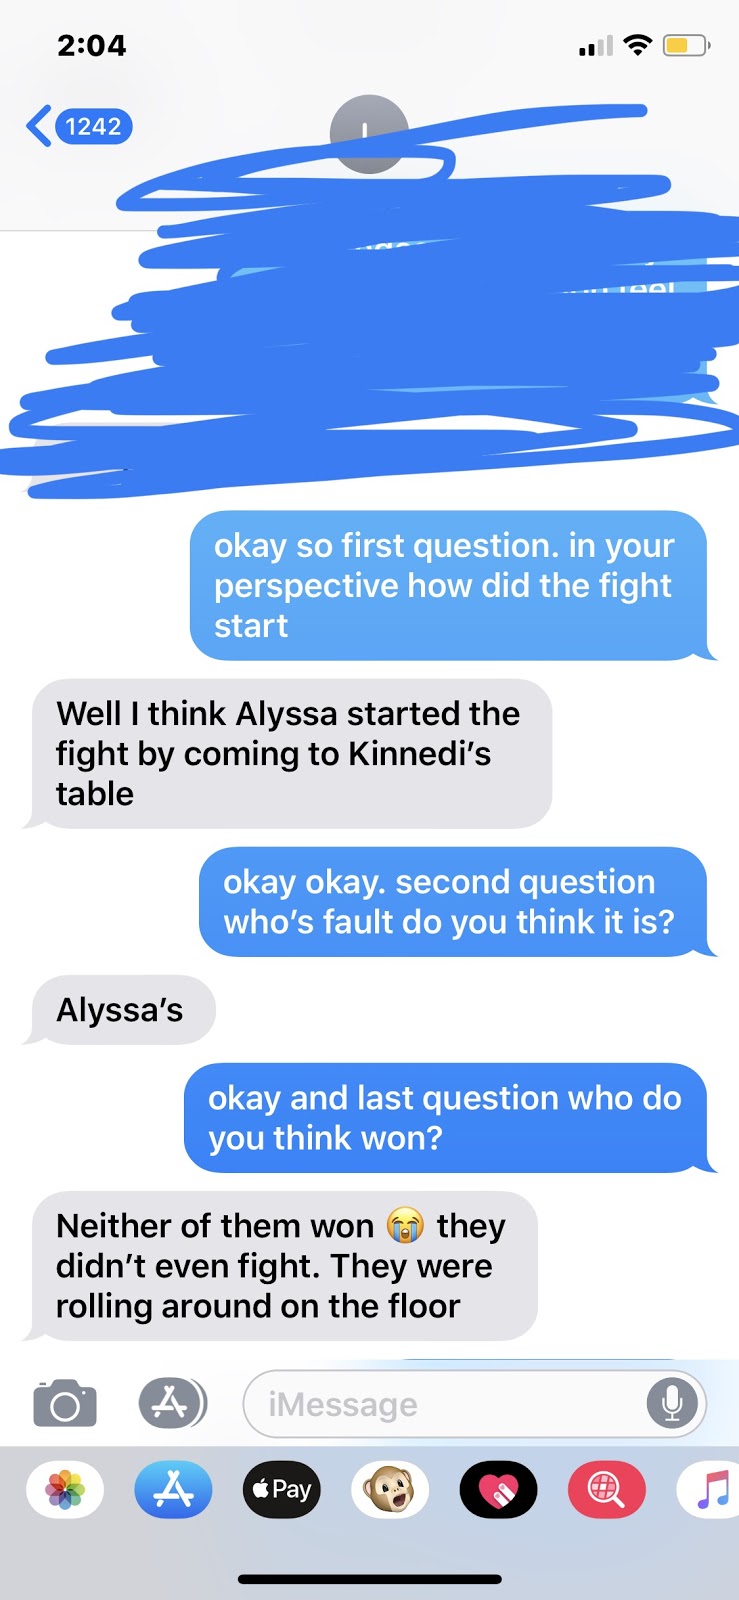 2:04
1242
L
feel
okay so first question. in your
perspective how did the fight
start
Well I think Alyssa started the
fight by coming to Kinnedi’s
table
okay okay. second question
who’s fault do you think it is?
Alyssa’s
okay and last question who do
you think won?
Neither of them won 😭 they
didn’t even fight. They were
rolling around on the floor
iMessage
Pay